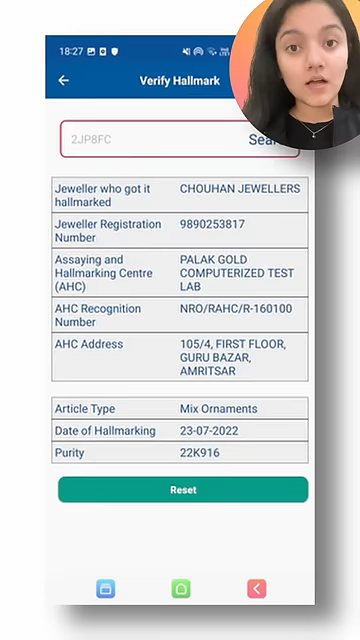 18:27
Verify Hallmark
2JP8FC
Jeweller who got it
hallmarked
CHOUHAN JEWELLERS
Jeweller Registration
Number
9890253817
Assaying and
Hallmarking Centre
(AHC)
PALAK GOLD
COMPUTERIZED TEST
LAB
AHC Recognition
Number
NRO/RAHC/R-160100
AHC Address
105/4, FIRST FLOOR,
GURU BAZAR,
AMRITSAR
Article Type
Mix Ornaments
Date of Hallmarking
23-07-2022
Purity
22K916
Reset